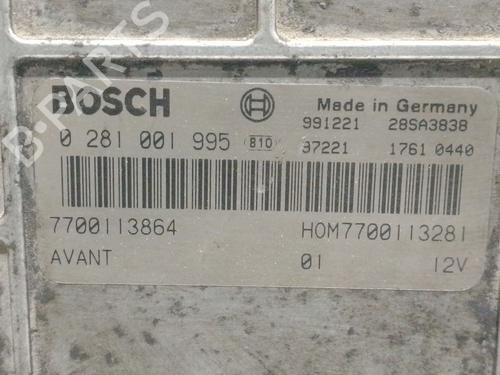 B-PARTS
BOSCH
Made in Germany
0 281 001 995 810
991221 28SA3838
97221 1761 0440
7700113864 HOM7700113281
AVANT 01 12V